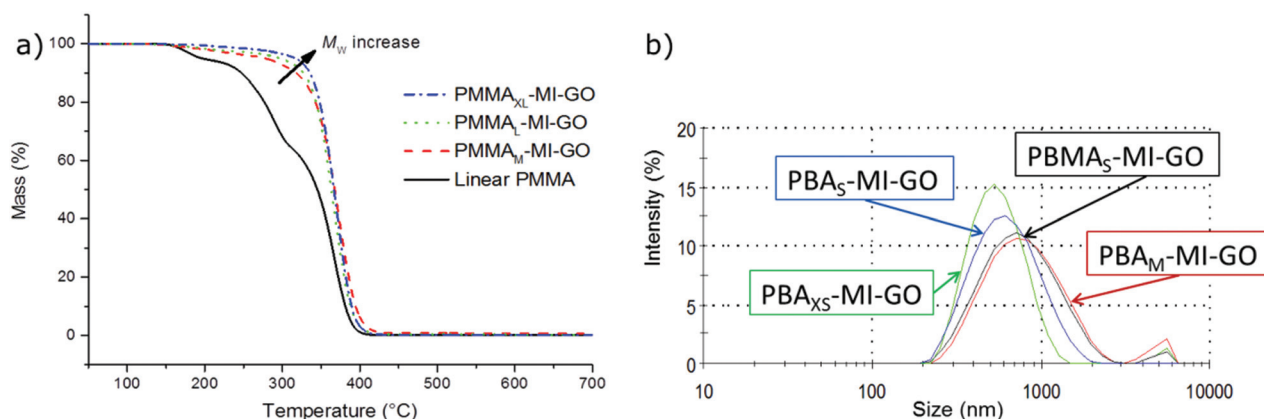 a)
100
80
60
40
20
0
Mass (%)
M_W increase
PMMA_XL-MI-GO
PMMA_L-MI-GO
PMMA_M-MI-GO
Linear PMMA
100 200 300 400 500 600 700
Temperature (°C)
b)
20
15
10
5
0
Intensity (%)
PBA_S-MI-GO
PBMA_S-MI-GO
PBA_XS-MI-GO
PBA_M-MI-GO
10 100 1000 10000
Size (nm)